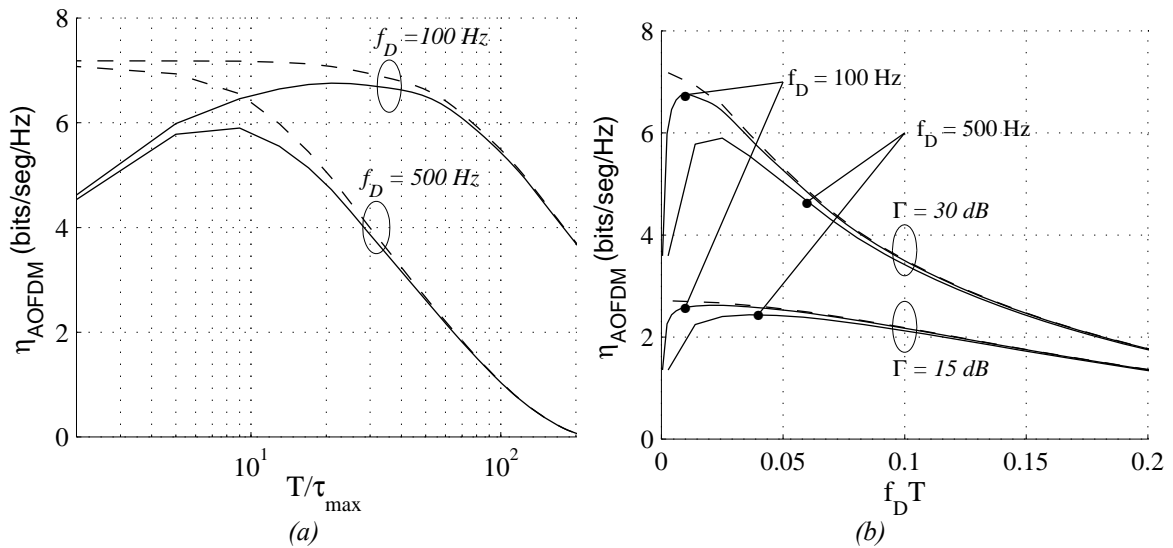 8
6
4
2
0
η_AOFDM (bits/seg/Hz)
f_D =100 Hz
f_D = 500 Hz
10^1
10^2
T/τ_max
(a)
8
6
4
2
0
η_AOFDM (bits/seg/Hz)
f_D = 100 Hz
f_D = 500 Hz
Γ = 30 dB
Γ = 15 dB
0
0.05
0.1
0.15
0.2
f_D T
(b)